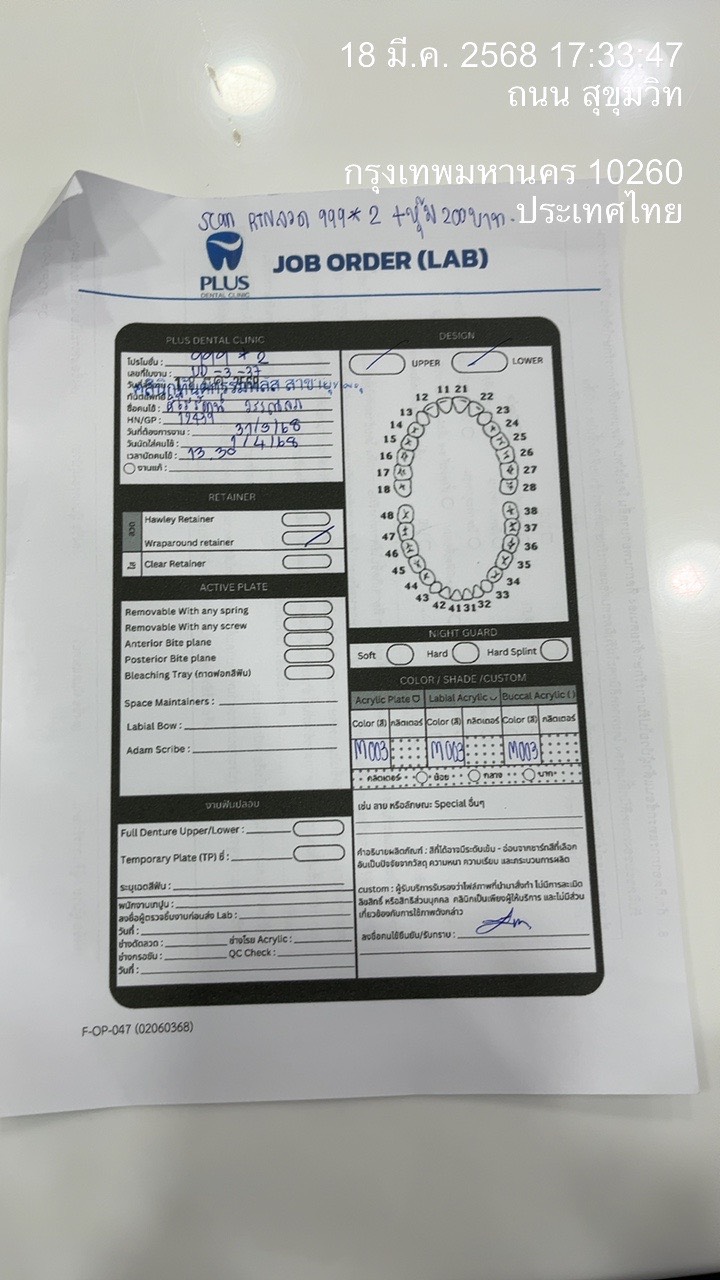 18 มี.ค. 2568 17:33:47
ถนน สุขุมวิท
กรุงเทพมหานคร 10260
ประเทศไทย
Scan RTNลวด 999*2 +หุ้ม 200บาท.
PLUS
DENTAL CLINIC
JOB ORDER (LAB)
PLUS DENTAL CLINIC
โปรโมชั่น : 999 * 2
เลขที่ใบงาน : -3-37
คลินิกทันตกรรมพลัส สาขา
ชื่อคนไข้ :
HN/GP : 12419
วันที่ต้องการงาน : 31/3/68
วันนัดใส่คนไข้ : 1/4/68
เวลานัดคนไข้ : 13.30
งานแก้ :
RETAINER
ลวด
Hawley Retainer
Wraparound retainer
ใส
Clear Retainer
ACTIVE PLATE
Removable With any spring
Removable With any screw
Anterior Bite plane
Posterior Bite plane
Bleaching Tray (ถาดฟอกสีฟัน)
Space Maintainers :
Labial Bow :
Adam Scribe :
งานฟันปลอม
Full Denture Upper/Lower :
Temporary Plate (TP) ซี่ :
ระบุเฉดสีฟัน :
พนักงานเทปูน :
ลงชื่อผู้ตรวจชิ้นงานก่อนส่ง Lab :
วันที่ :
ช่างดัดลวด : ช่างโรย Acrylic :
ช่างกรอขัด : QC Check :
วันที่ :
DESIGN
UPPER LOWER
11 21
12 22
13 23
14 24
15 25
16 26
17 27
18 28
48 38
47 37
46 36
45 35
44 34
43 33
42 41 31 32
NIGHT GUARD
Soft Hard Hard Splint
COLOR / SHADE /CUSTOM
Acrylic Plate Labial Acrylic Buccal Acrylic ( )
Color (สี) กลิตเตอร์ Color (สี) กลิตเตอร์ Color (สี) กลิตเตอร์
M003 M003 M003
กลิตเตอร์ น้อย กลาง มาก
เช่น ลาย หรือลักษณะ Special อื่นๆ
คำอธิบายผลิตภัณฑ์ : สีที่ได้อาจมีระดับเข้ม - อ่อนจากชาร์ทสีที่เลือก
อันเป็นปัจจัยจากวัสดุ ความหนา ความเรียบ และกระบวนการผลิต
custom : ผู้รับบริการรับรองว่าไฟล์ภาพที่นำมาสั่งทำ ไม่มีการละเมิด
ลิขสิทธิ์ หรือสิทธิส่วนบุคคล คลินิกเป็นเพียงผู้ให้บริการ และไม่มีส่วน
เกี่ยวข้องกับการใช้ภาพดังกล่าว
ลงชื่อคนไข้ยืนยัน/รับทราบ :
F-OP-047 (02060368)